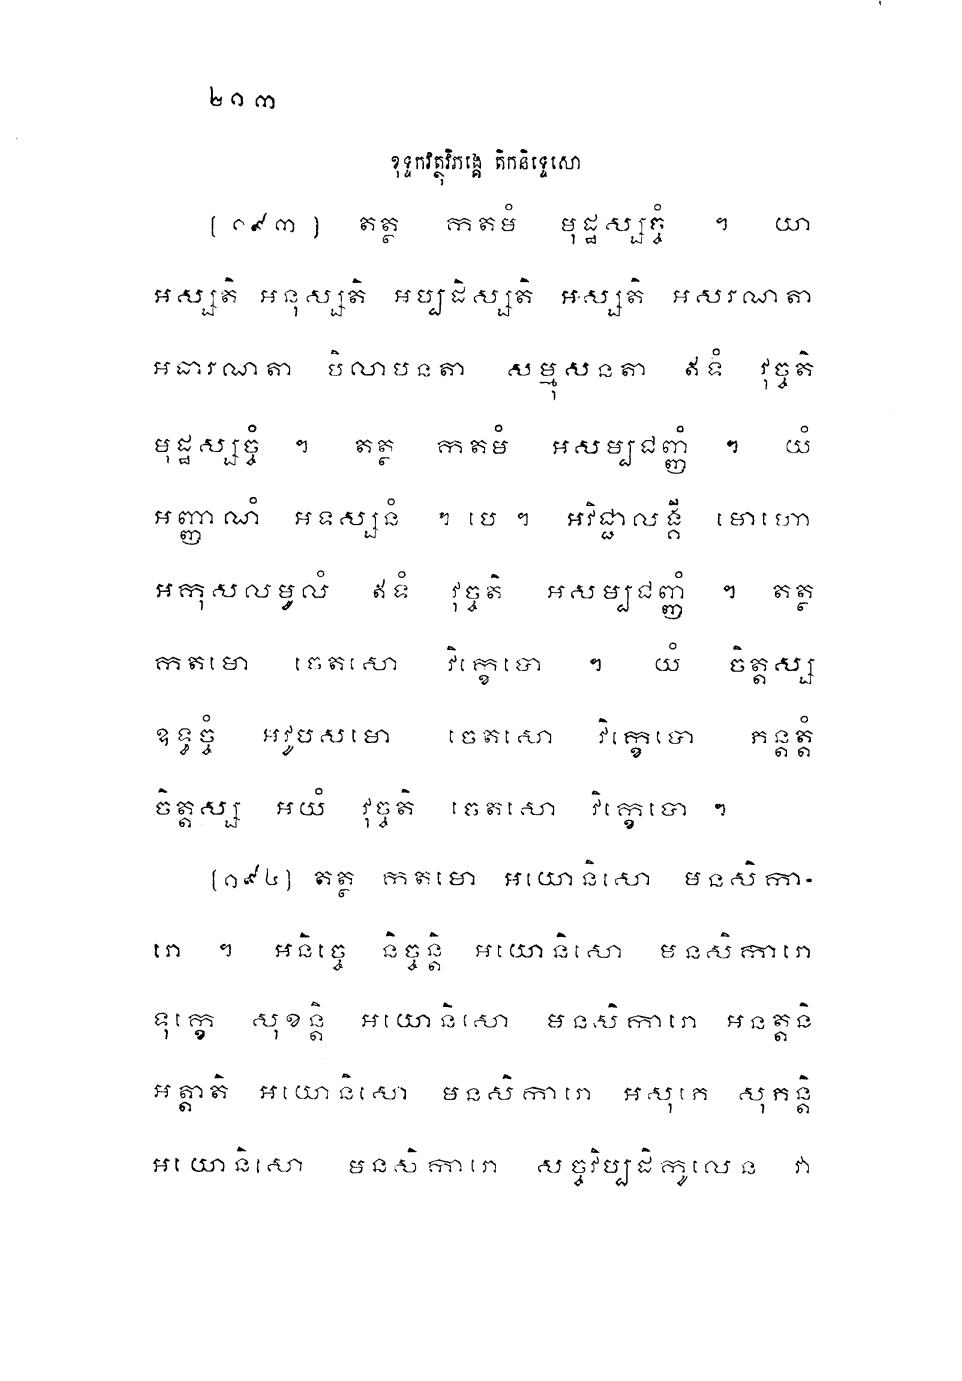 ២១៣
ខុទ្ទកវត្ថុវិភង្គេ តិកនិទ្ទេសោ
[១៩៣] តត្ថ កតមំ មុដ្ឋស្សច្ចំ ។ យា
អស្សតិ អនុស្សតិ អប្បដិស្សតិ អស្សតិ អសរណតា
អធារណតា បិលាបនតា សម្មុសនតា ឥទំ វុច្ចតិ
មុដ្ឋស្សច្ចំ ។ តត្ថ កតមំ អសម្បជញ្ញំ ។ យំ
អញ្ញាណំ អទស្សនំ ។ បេ ។ អវិជ្ជាលង្គី មោហោ
អកុសលមូលំ ឥទំ វុច្ចតិ អសម្បជញ្ញំ ។ តត្ថ
កតមោ ចេតសោ វិក្ខេបោ ។ យំ ចិត្តស្ស
ឧទ្ធច្ចំ អវូបសមោ ចេតសោ វិក្ខេបោ ភន្តត្តំ
ចិត្តស្ស អយំ វុច្ចតិ ចេតសោ វិក្ខេបោ ។
[១៩៤] តត្ថ កតមោ អយោនិសោ មនសិកា-
រោ ។ អនិច្ចេ និច្ចន្តិ អយោនិសោ មនសិការោ
ទុក្ខេ សុខន្តិ អយោនិសោ មនសិការោ អនត្តនិ
អត្តាតិ អយោនិសោ មនសិការោ អសុភេ សុភន្តិ
អយោនិសោ មនសិការោ សច្ចវិប្បដិកូលេន វា